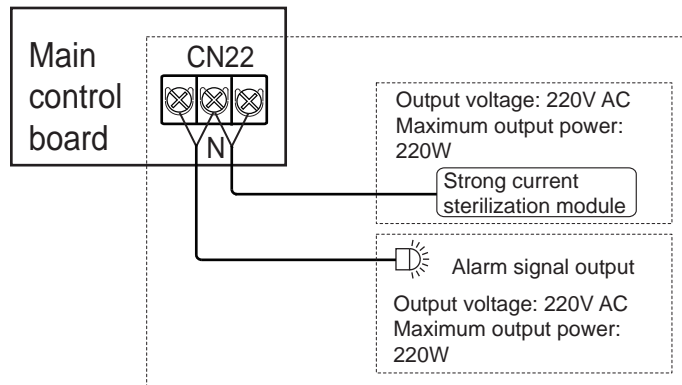 Main
control
board
CN22
N
Output voltage: 220V AC
Maximum output power:
220W
Strong current
sterilization module
Alarm signal output
Output voltage: 220V AC
Maximum output power:
220W